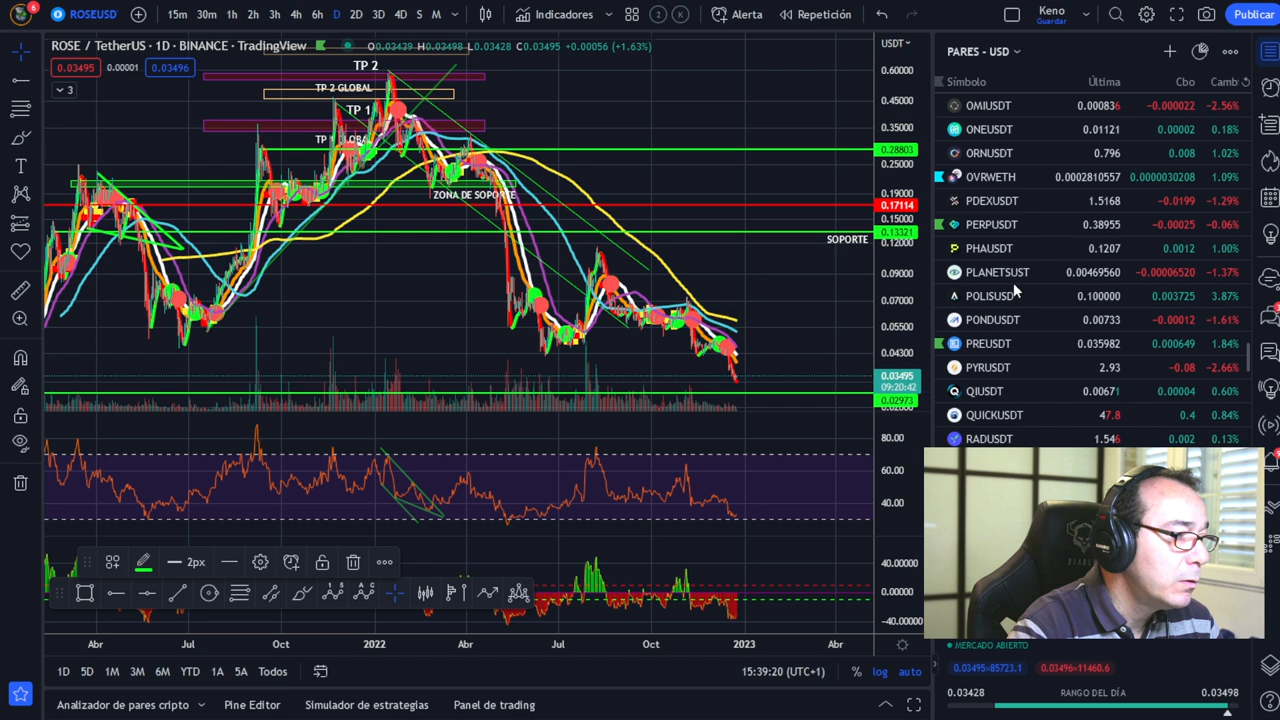 6
ROSEUSD
15m 30m 1h 2h 3h 4h 6h D 2D 3D 4D S M
Indicadores
2 K
Alerta
Repetición
Keno
Guardar
Publicar
ROSE / TetherUS · 1D · BINANCE · TradingView
O0.03439 H0.03498 L0.03428 C0.03495 +0.00056 (+1.63%)
0.03495 0.00001 0.03496
3
USDT
TP 2
TP 2 GLOBAL
TP 1
ZONA DE SOPORTE
SOPORTE
0.60000
0.45000
0.35000
0.28803
0.25000
0.19000
0.17114
0.15000
0.13321
0.12000
0.09000
0.07000
0.05500
0.04300
0.03495
09:20:42
0.02973
80.00
60.00
40.00
40.00000
0.00000
-40.00000
2px
Abr Jul Oct 2022 Abr Jul Oct 2023 Abr
1D 5D 1M 3M 6M YTD 1A 5A Todos
15:39:20 (UTC+1)
% log auto
Analizador de pares cripto Pine Editor Simulador de estrategias Panel de trading
PARES - USD
Símbolo Última Cbo Camb
OMIUSDT 0.000836 −0.000022 −2.56%
ONEUSDT 0.01121 0.00002 0.18%
ORNUSDT 0.796 0.008 1.02%
OVRWETH 0.0002810557 0.0000030208 1.09%
PDEXUSDT 1.5168 −0.0199 −1.29%
PERPUSDT 0.38955 −0.00025 −0.06%
PHAUSDT 0.1207 0.0012 1.00%
PLANETSUST 0.00469560 −0.00006520 −1.37%
POLISUSD 0.100000 0.003725 3.87%
PONDUSDT 0.00733 −0.00012 −1.61%
PREUSDT 0.035982 0.000649 1.84%
PYRUSDT 2.93 −0.08 −2.66%
QIUSDT 0.00671 0.00004 0.60%
QUICKUSDT 47.8 0.4 0.84%
RADUSDT 1.546 0.002 0.13%
MERCADO ABIERTO
0.03495×85723.1 0.03496×11460.6
0.03428 RANGO DEL DÍA 0.03498